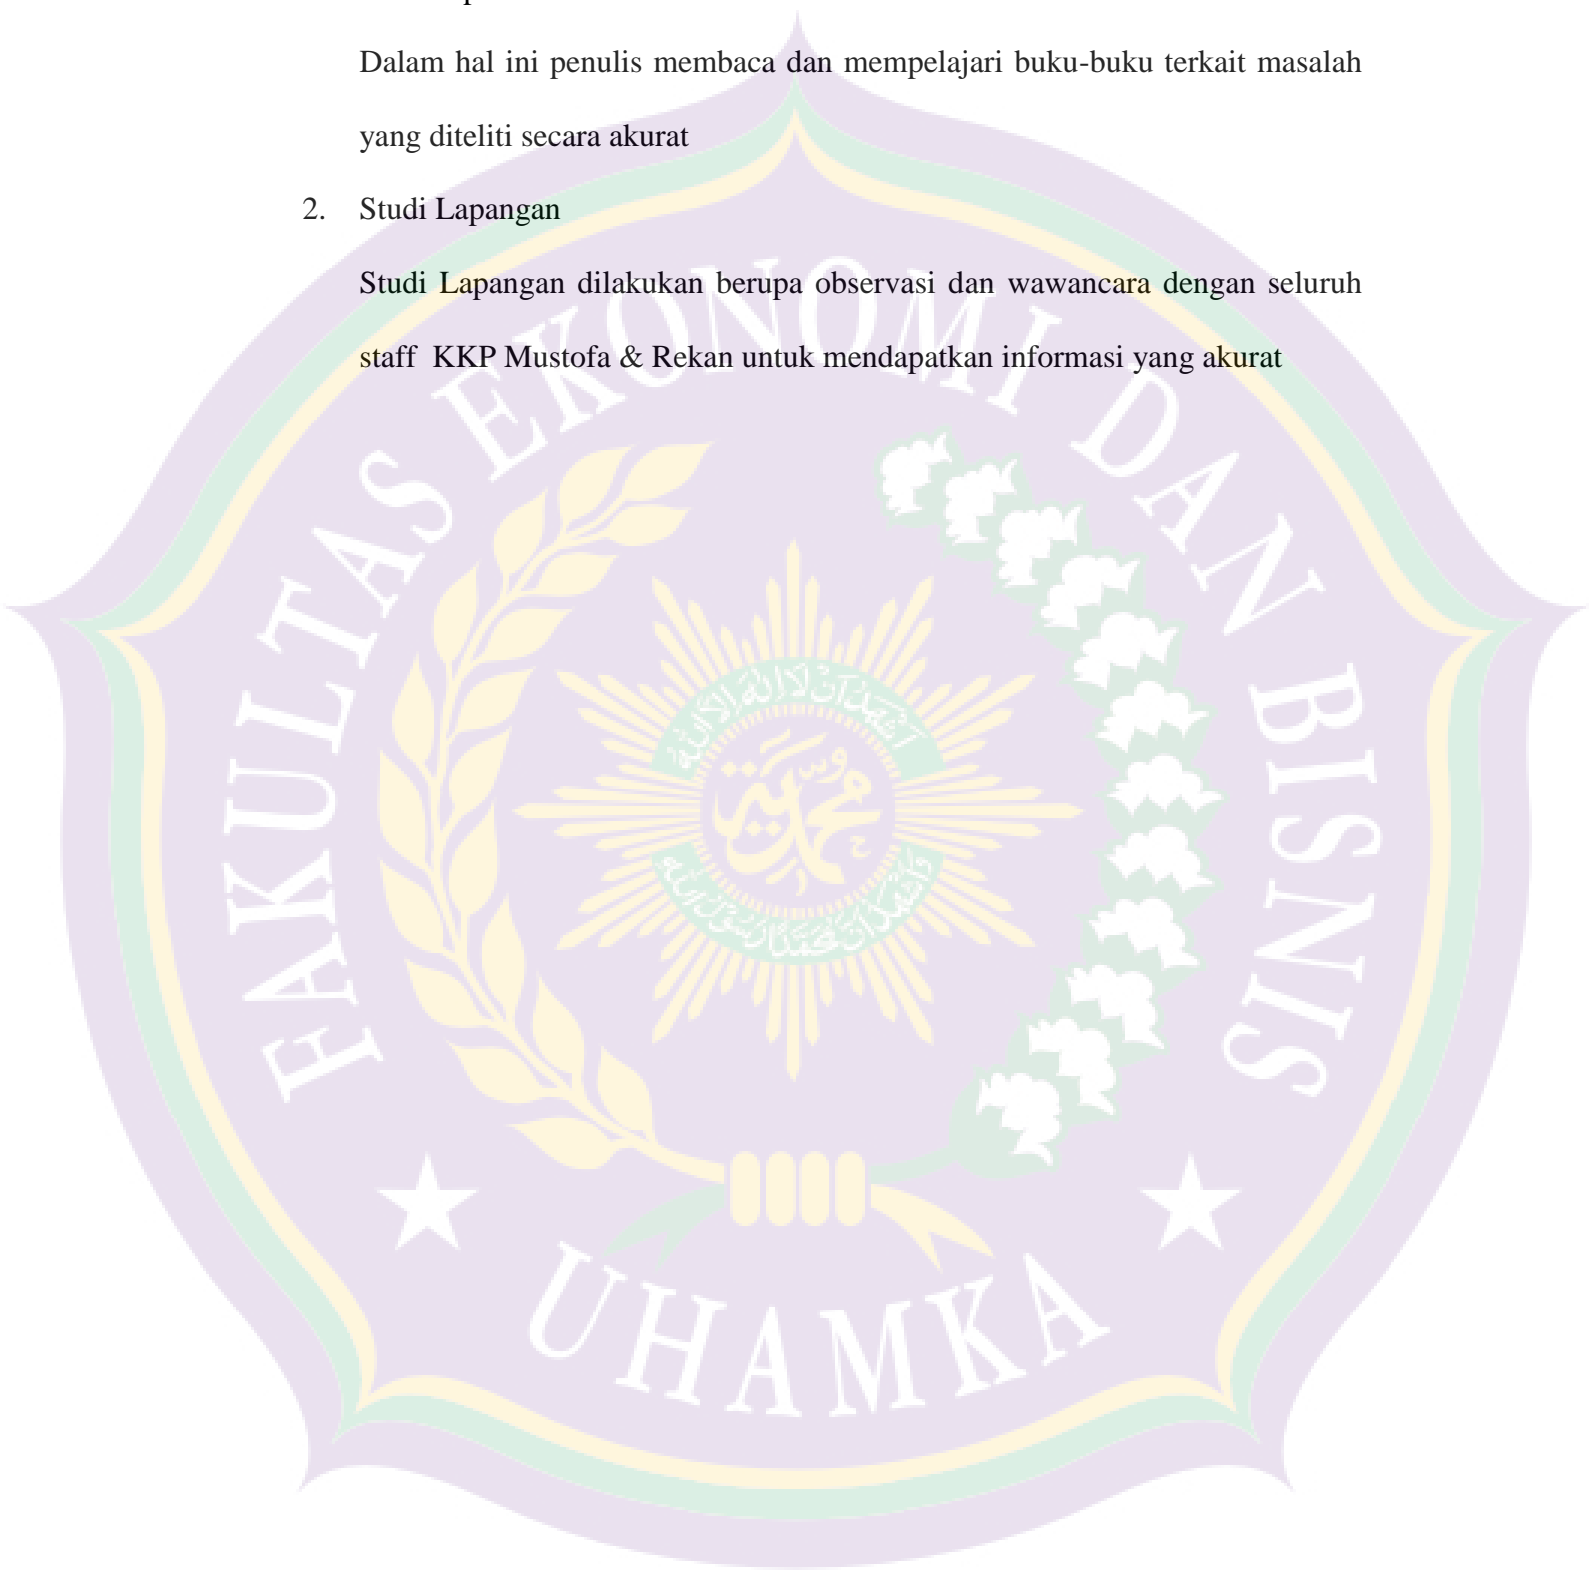 Dalam hal ini penulis membaca dan mempelajari buku-buku terkait masalah
yang diteliti secara akurat
2. Studi Lapangan
Studi Lapangan dilakukan berupa observasi dan wawancara dengan seluruh
staff KKP Mustofa & Rekan untuk mendapatkan informasi yang akurat
FAKULTAS EKONOMI DAN BISNIS
محمدية
UHAMKA